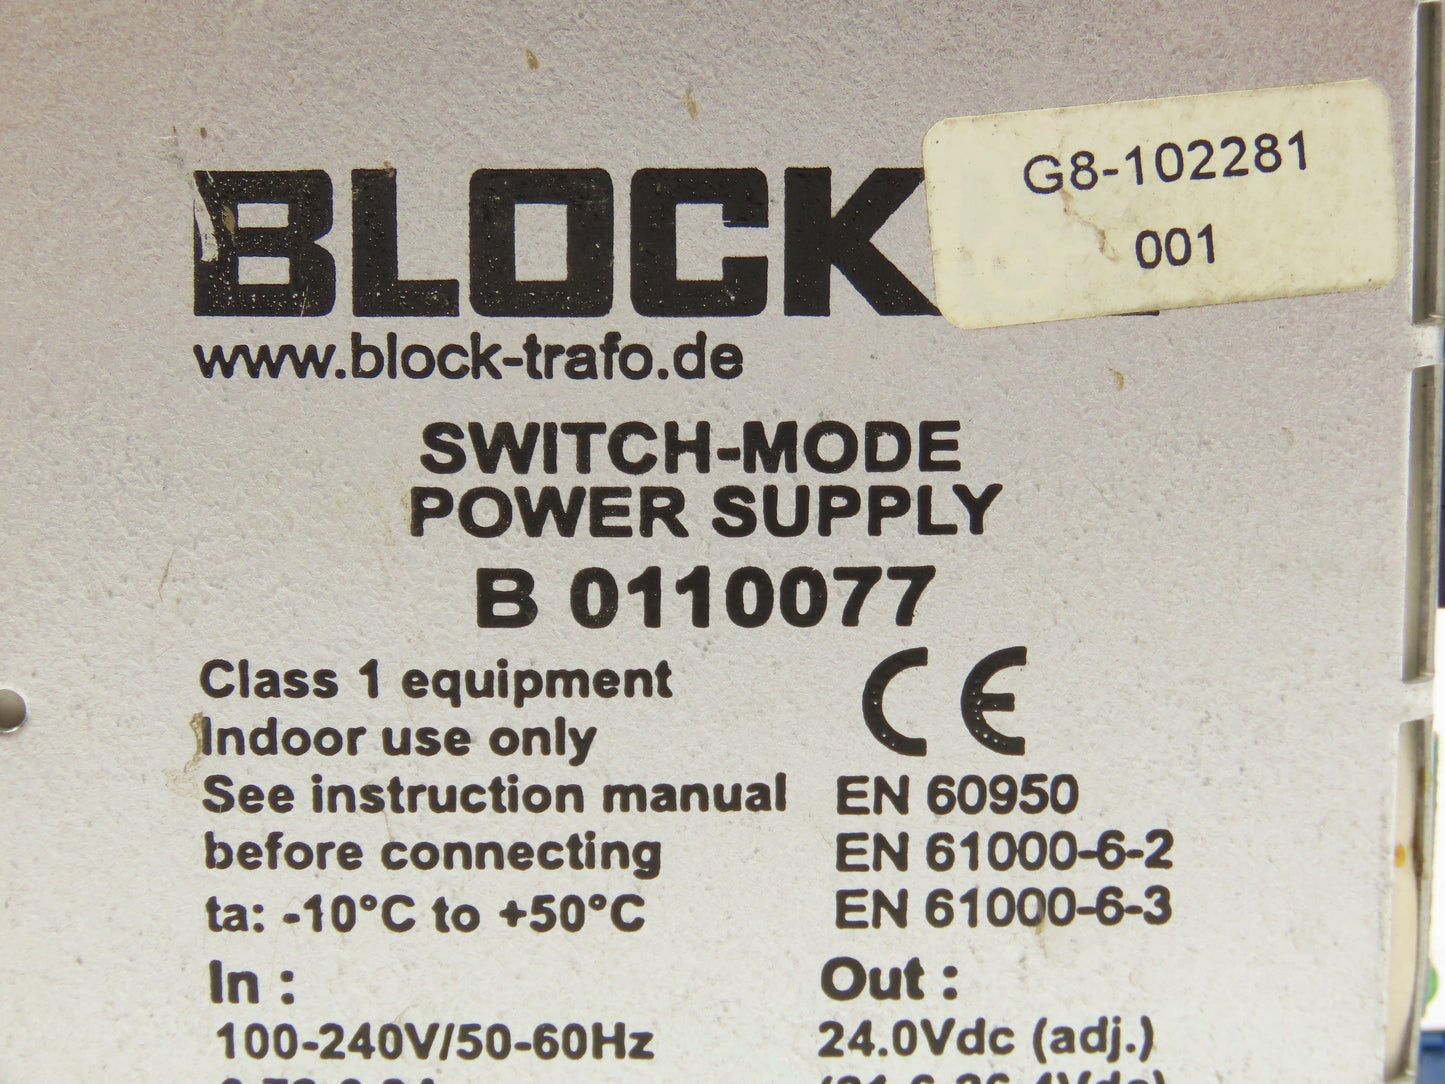 BLOCK
G8-102281
001
www.block-trafo.de
SWITCH-MODE
POWER SUPPLY
B 0110077
Class 1 equipment
Indoor use only
See instruction manual
before connecting
ta: -10°C to +50°C
CE
EN 60950
EN 61000-6-2
EN 61000-6-3
In :
100-240V/50-60Hz
Out :
24.0Vdc (adj.)